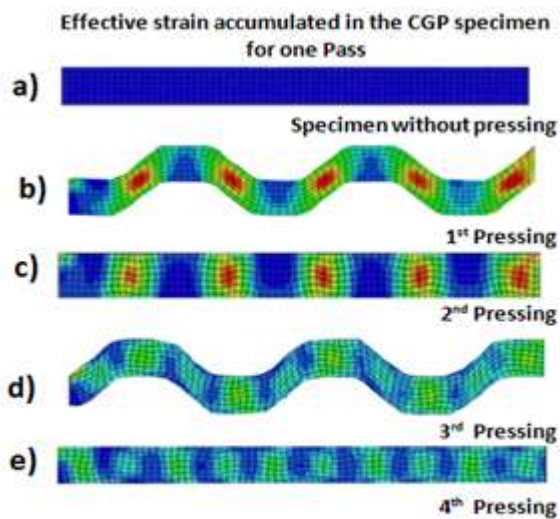 Effective strain accumulated in the CGP specimen
for one Pass
a)
Specimen without pressing
b)
1st Pressing
c)
2nd Pressing
d)
3rd Pressing
e)
4th Pressing